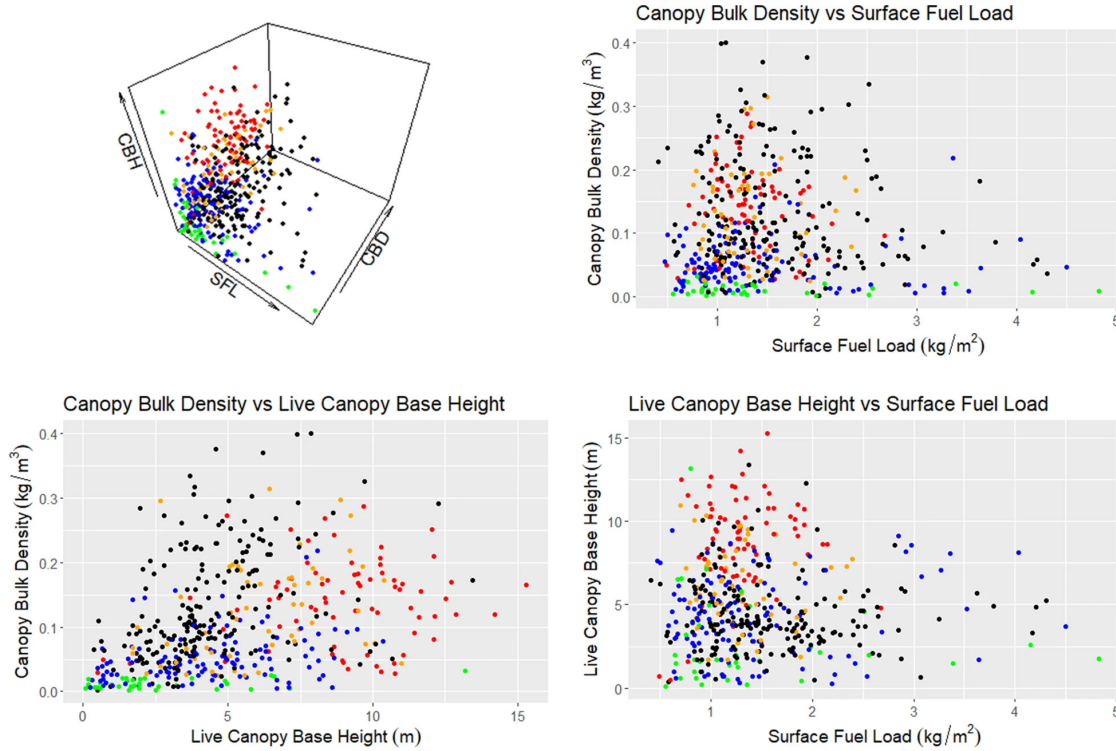 CBH
SFL
CBD
Canopy Bulk Density vs Surface Fuel Load
Canopy Bulk Density (kg/m³)
0.4
0.3
0.2
0.1
0.0
1 2 3 4 5
Surface Fuel Load (kg/m²)
Canopy Bulk Density vs Live Canopy Base Height
Canopy Bulk Density (kg/m³)
0.4
0.3
0.2
0.1
0.0
0 5 10 15
Live Canopy Base Height (m)
Live Canopy Base Height vs Surface Fuel Load
Live Canopy Base Height (m)
15
10
5
0
1 2 3 4 5
Surface Fuel Load (kg/m²)